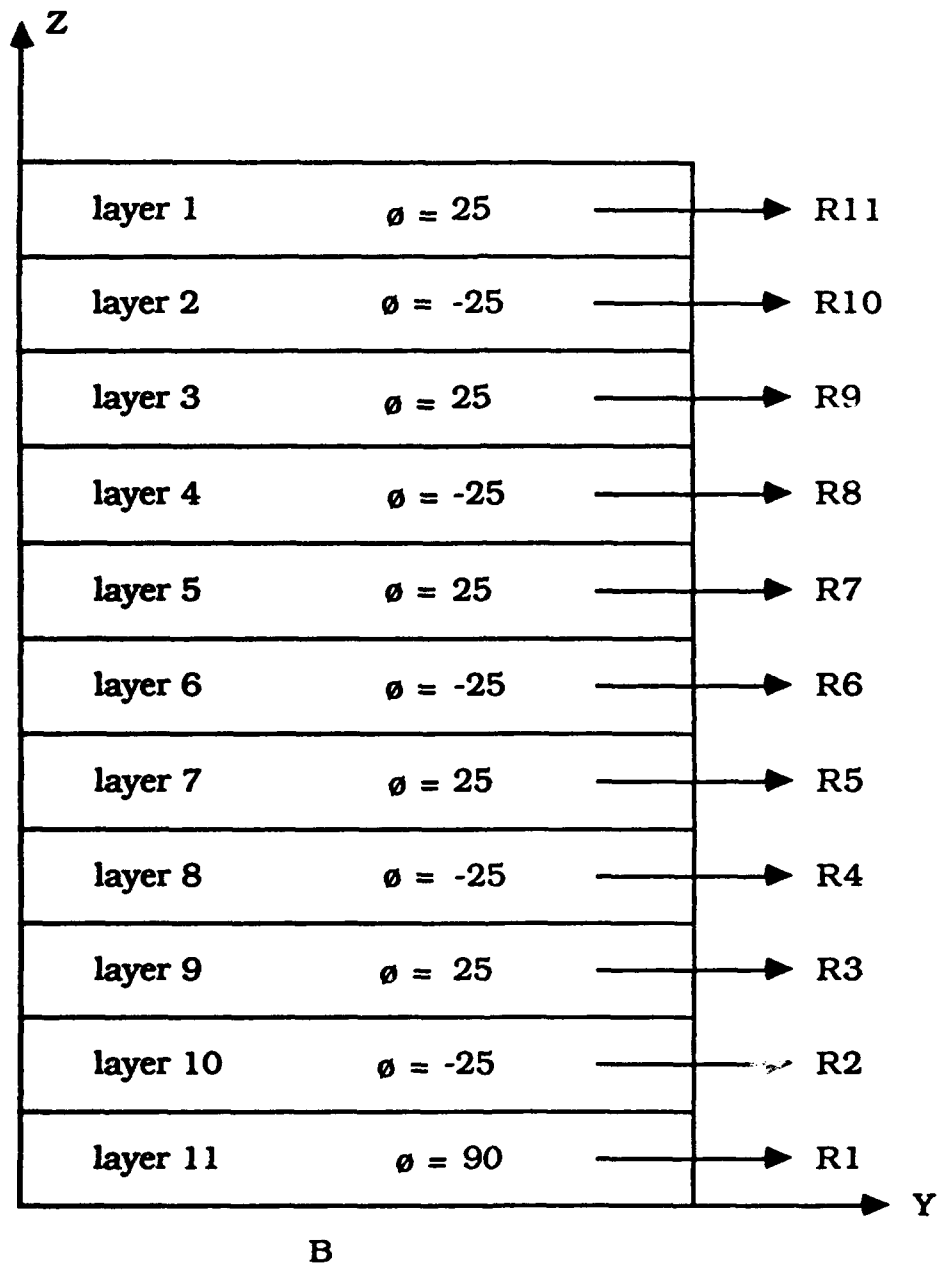 Z
layer 1 ø = 25 R11
layer 2 ø = -25 R10
layer 3 ø = 25 R9
layer 4 ø = -25 R8
layer 5 ø = 25 R7
layer 6 ø = -25 R6
layer 7 ø = 25 R5
layer 8 ø = -25 R4
layer 9 ø = 25 R3
layer 10 ø = -25 R2
layer 11 ø = 90 R1
Y
B